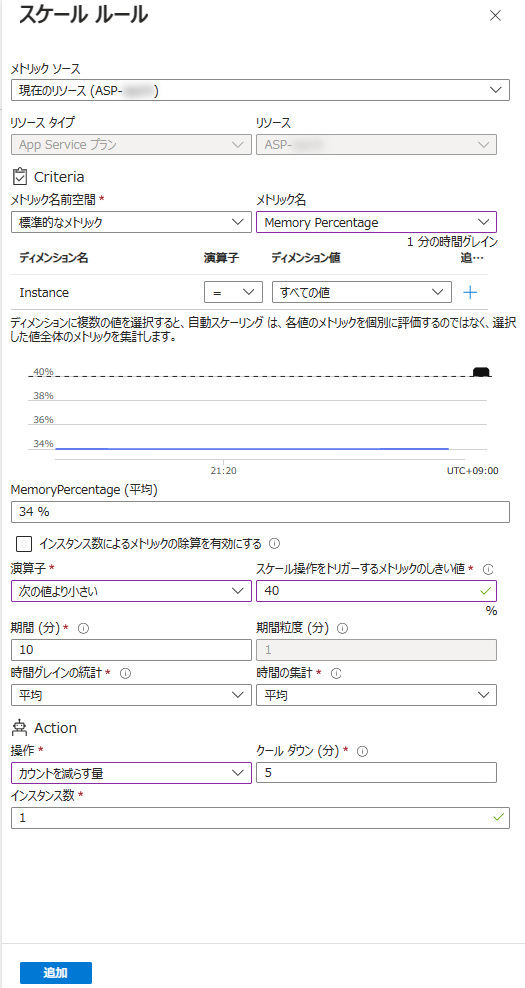 スケール ルール
メトリック ソース
現在のリソース (ASP- )
リソース タイプ
リソース
App Service プラン
ASP-
Criteria
メトリック名前空間 *
メトリック名
標準的なメトリック
Memory Percentage
1 分の時間グレイン
ディメンション名
演算子
ディメンション値
追…
Instance
=
すべての値
ディメンションに複数の値を選択すると、自動スケーリング は、各値のメトリックを個別に評価するのではなく、選択
した値全体のメトリックを集計します。
40%
38%
36%
34%
21:20
UTC+09:00
MemoryPercentage (平均)
34 %
インスタンス数によるメトリックの除算を有効にする
演算子 *
スケール操作をトリガーするメトリックのしきい値 *
次の値より小さい
40
%
期間 (分) *
期間粒度 (分)
10
1
時間グレインの統計 *
時間の集計 *
平均
平均
Action
操作 *
クール ダウン (分) *
カウントを減らす量
5
インスタンス数 *
1
追加